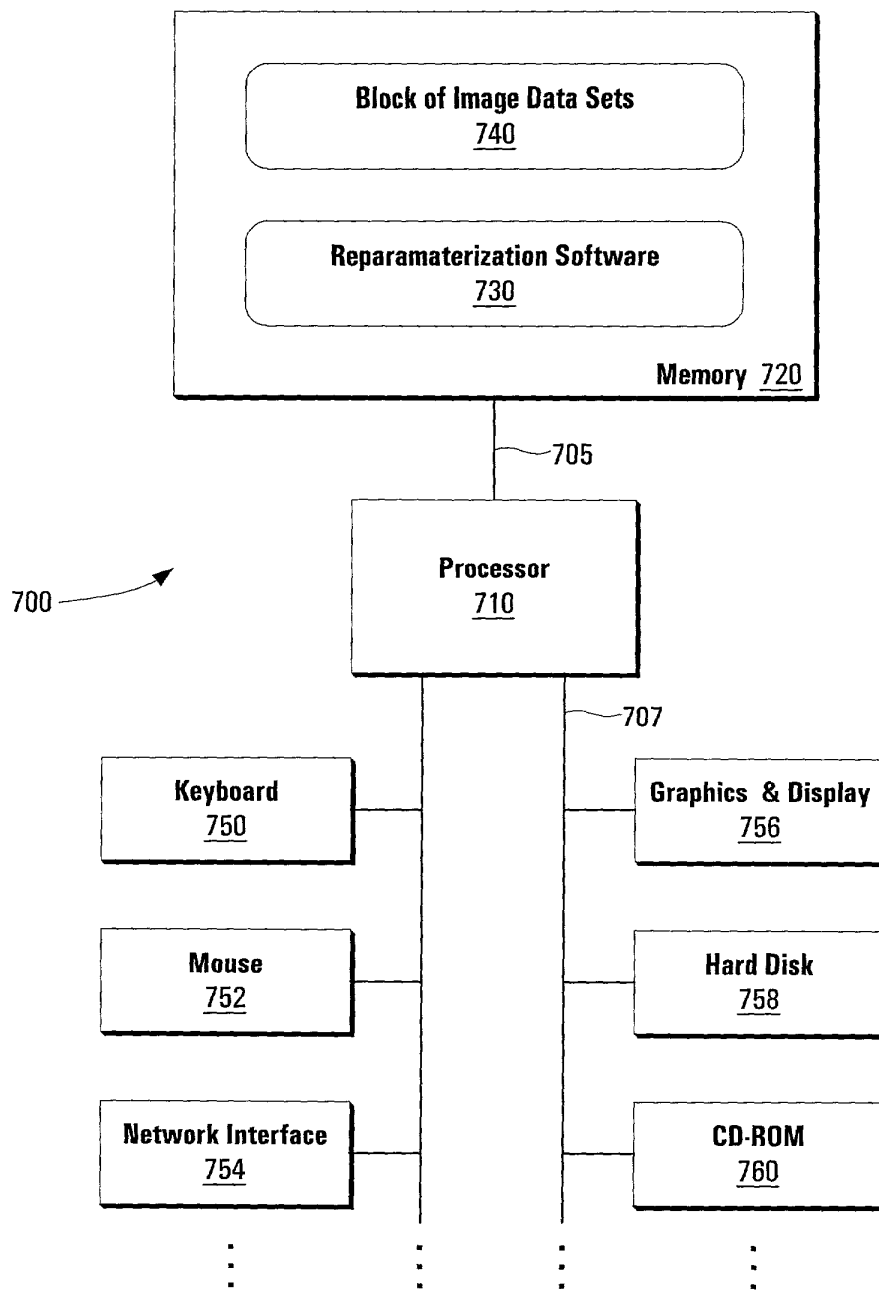 Block of Image Data Sets
740
Reparamaterization Software
730
Memory 720
705
Processor
710
700
707
Keyboard
750
Graphics & Display
756
Mouse
752
Hard Disk
758
Network Interface
754
CD-ROM
760